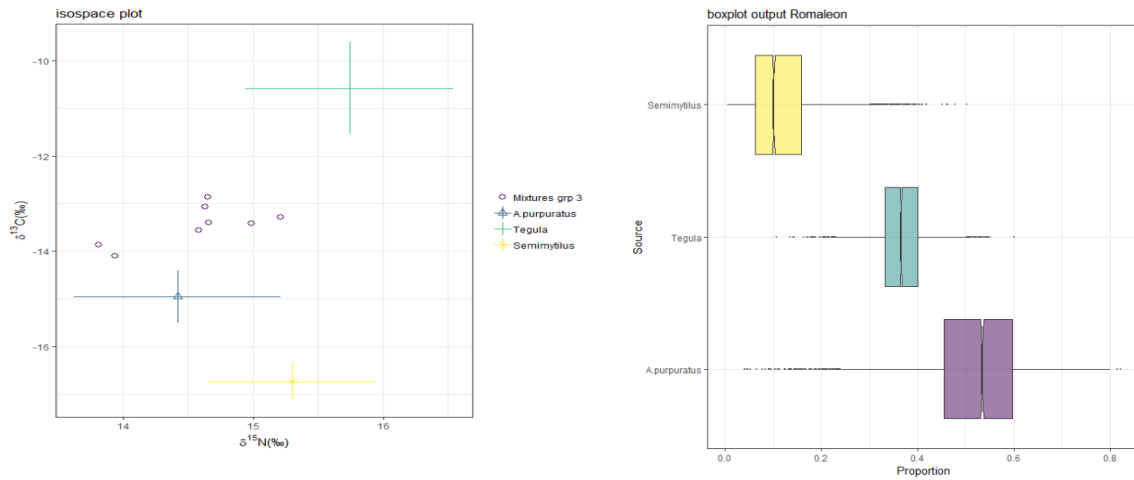 isospace plot
-10
-12
-14
-16
δ13C(‰)
14
15
16
δ15N(‰)
Mixtures grp 3
A.purpuratus
Tegula
Semimytilus
boxplot output Romaleon
Source
Semimytilus
Tegula
A.purpuratus
0.0
0.2
0.4
0.6
0.8
Proportion